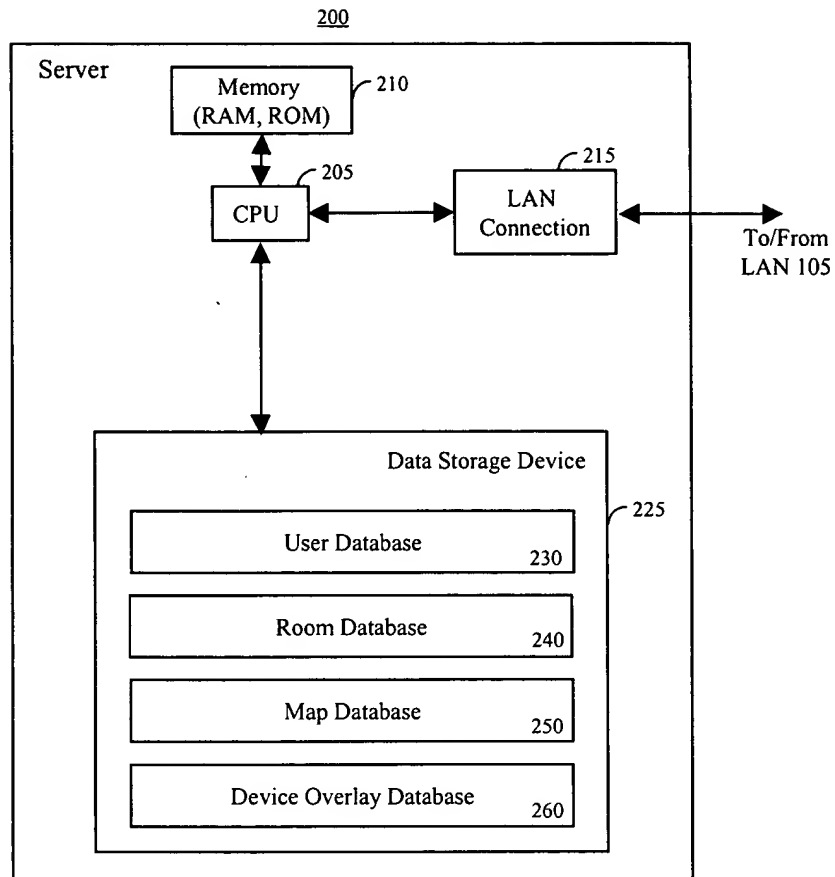 200
Server
Memory
(RAM, ROM)
210
205
CPU
215
LAN
Connection
To/From
LAN 105
Data Storage Device
225
User Database
230
Room Database
240
Map Database
250
Device Overlay Database
260